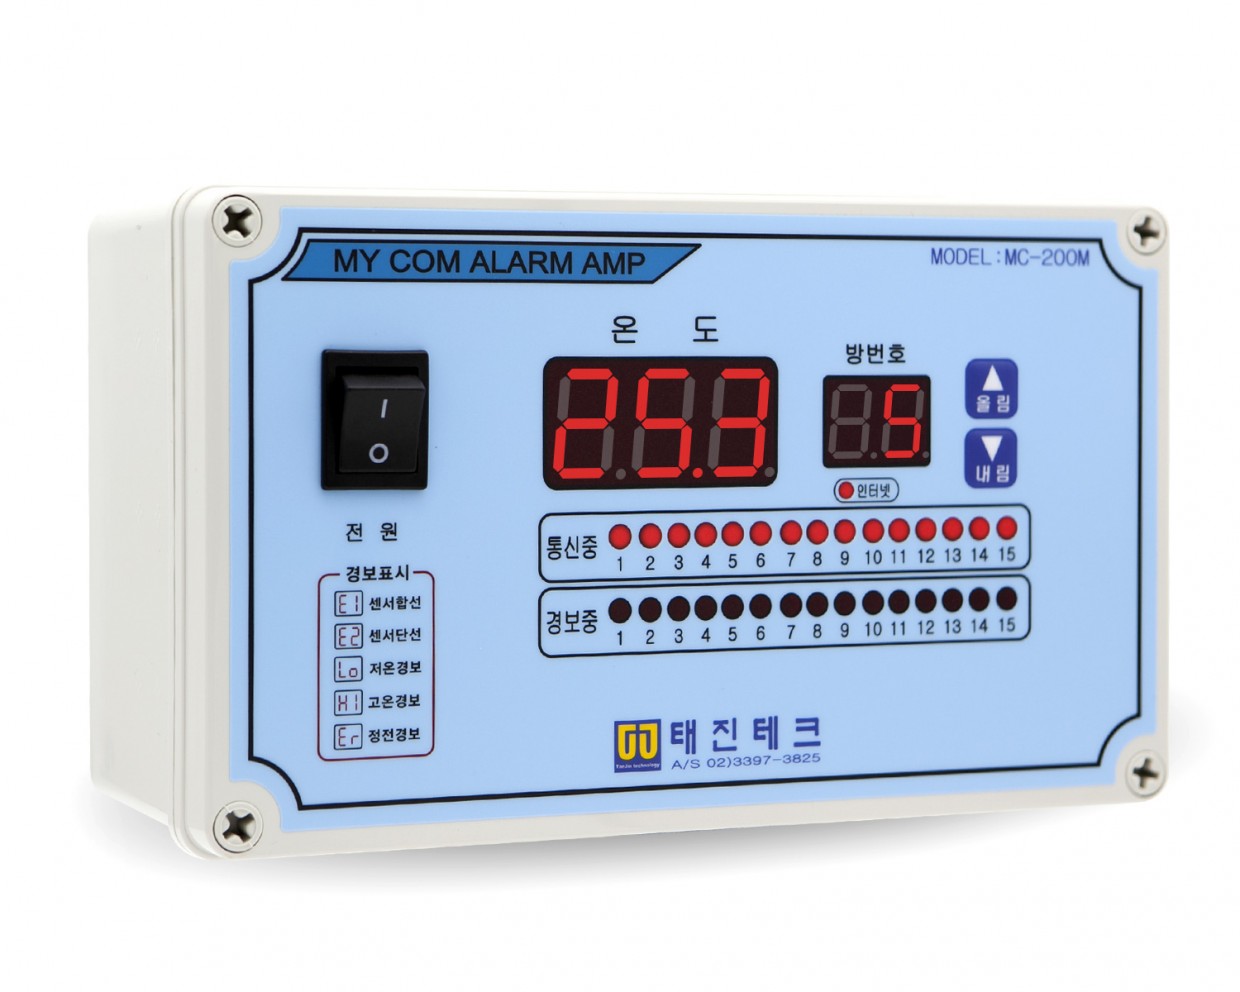 MY COM ALARM AMP
MODEL:MC-200M
온 도
방번호
25.3
5
올림
내림
인터넷
전 원
통신중
1 2 3 4 5 6 7 8 9 10 11 12 13 14 15
경보중
1 2 3 4 5 6 7 8 9 10 11 12 13 14 15
경보표시
E1 센서합선
E2 센서단선
Lo 저온경보
H1 고온경보
Er 정전경보
태진테크
TaeJin technology
A/S 02)3397-3825